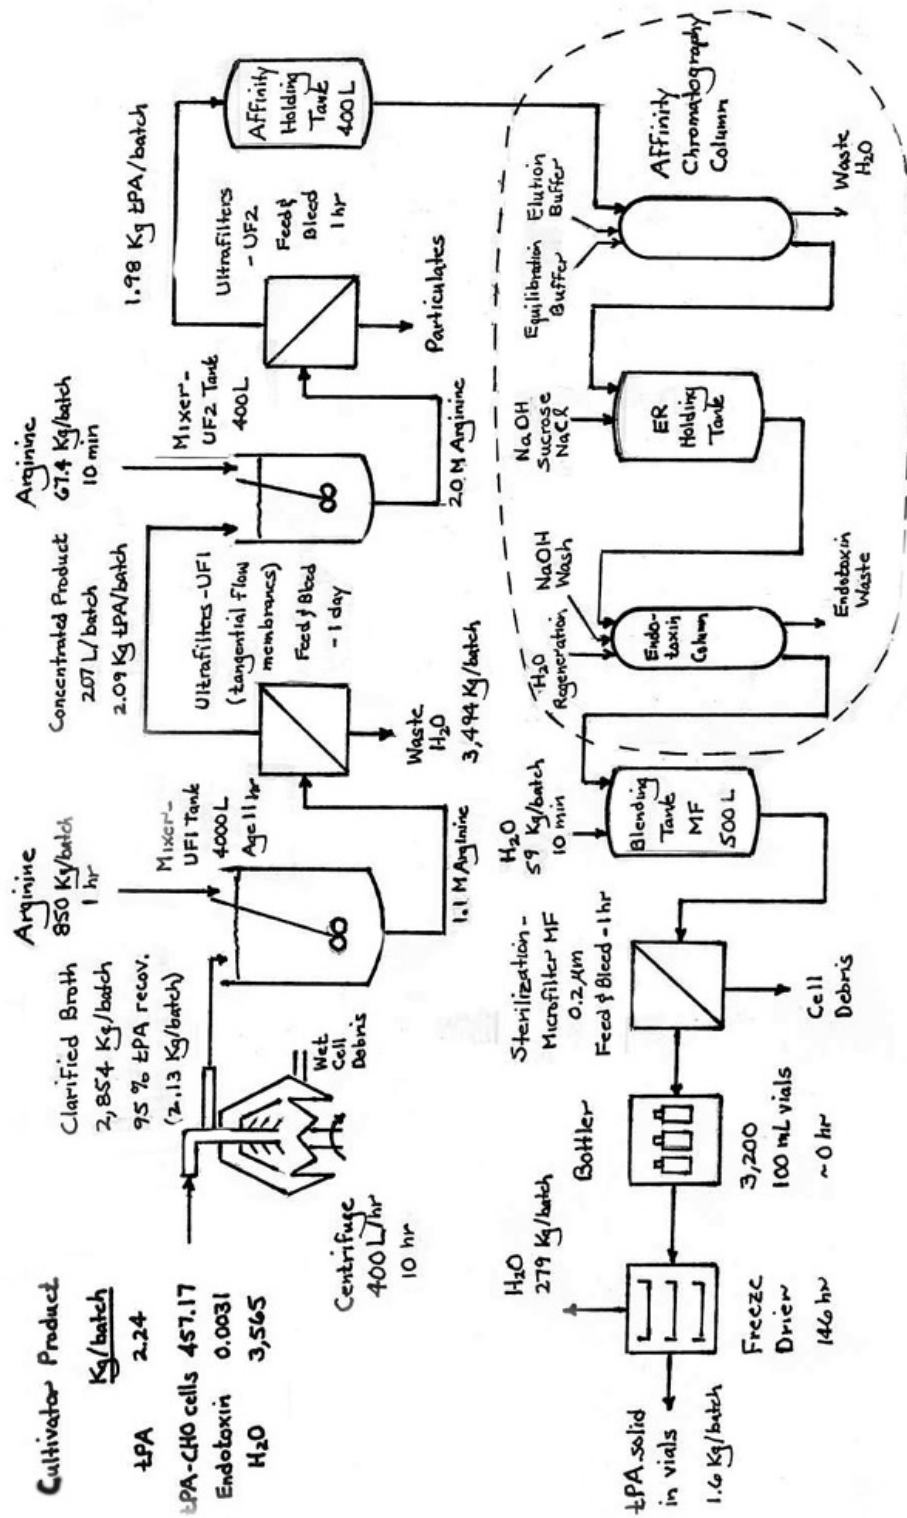 Cultivator Product
Kg/batch
tPA 2.24
tPA-CHO cells 457.17
Endotoxin 0.0031
H2O 3,565
Centrifuge
400 L/hr
10 hr
Wet
Cell
Debris
Clarified Broth
2,854 Kg/batch
95% tPA recov.
(2.13 Kg/batch)
Arginine
850 Kg/batch
1 hr
Mixer-
UF1 Tank
4000L
Age 11 hr
1.1 M Arginine
Ultrafilters-UF1
(tangential flow
membranes)
Feed & Bleed
-1 day
Waste
H2O
3,494 Kg/batch
Concentrated Product
207 L/batch
2.09 Kg tPA/batch
Arginine
67.4 Kg/batch
10 min
Mixer-
UF2 Tank
400L
2.0 M Arginine
Ultrafilters
-UF2
Feed &
Bleed
1 hr
Particulates
1.98 Kg tPA/batch
Affinity
Holding
Tank
400L
Equilibration
Buffer
Elution
Buffer
Affinity
Chromatography
Column
Waste
H2O
NaOH
Sucrose
NaCl
ER
Holding
Tank
H2O
Regeneration
NaOH
Wash
Endo-
toxin
Column
Endotoxin
Waste
H2O
59 Kg/batch
10 min
Blending
Tank
MF
500L
Sterilization-
Microfilter MF
0.2 μm
Feed & Bleed-1hr
Cell
Debris
Bottler
3,200
100 mL vials
~0 hr
H2O
279 Kg/batch
Freeze
Drier
146 hr
tPA solid
in vials
1.6 Kg/batch